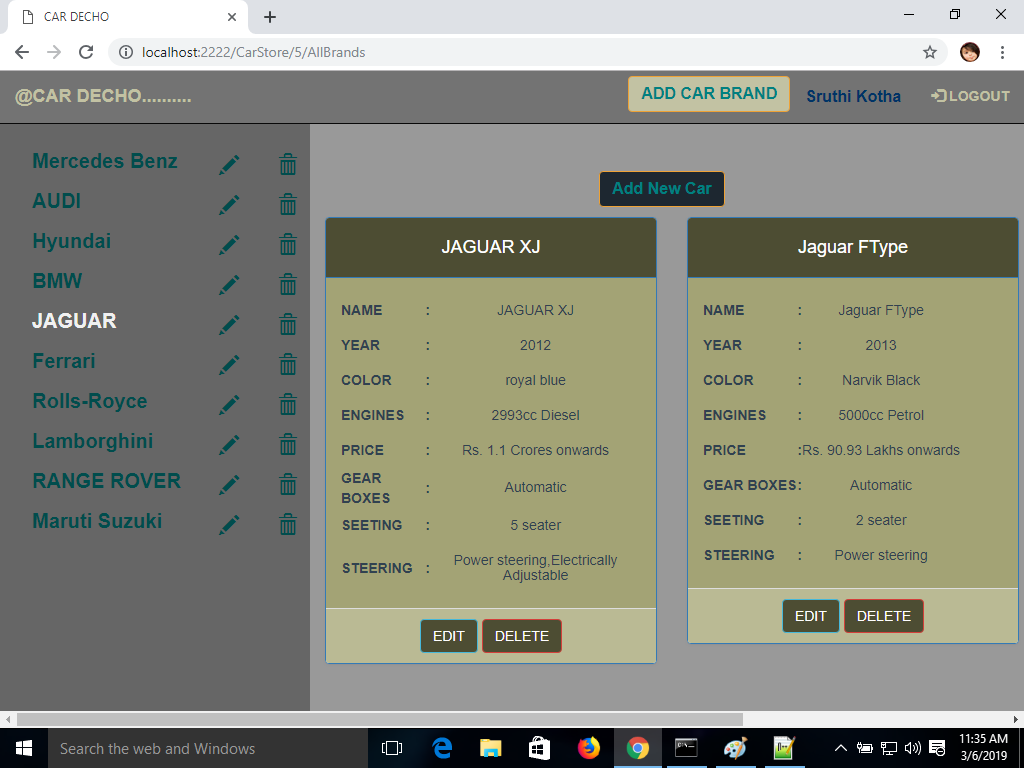 CAR DECHO
localhost:2222/CarStore/5/AllBrands
@CAR DECHO..........
ADD CAR BRAND
Sruthi Kotha
LOGOUT
Mercedes Benz
AUDI
Hyundai
BMW
JAGUAR
Ferrari
Rolls-Royce
Lamborghini
RANGE ROVER
Maruti Suzuki
Add New Car
JAGUAR XJ
NAME : JAGUAR XJ
YEAR : 2012
COLOR : royal blue
ENGINES : 2993cc Diesel
PRICE : Rs. 1.1 Crores onwards
GEAR
BOXES : Automatic
SEETING : 5 seater
STEERING : Power steering,Electrically
Adjustable
EDIT DELETE
Jaguar FType
NAME : Jaguar FType
YEAR : 2013
COLOR : Narvik Black
ENGINES : 5000cc Petrol
PRICE :Rs. 90.93 Lakhs onwards
GEAR BOXES: Automatic
SEETING : 2 seater
STEERING : Power steering
EDIT DELETE
Search the web and Windows
11:35 AM
3/6/2019